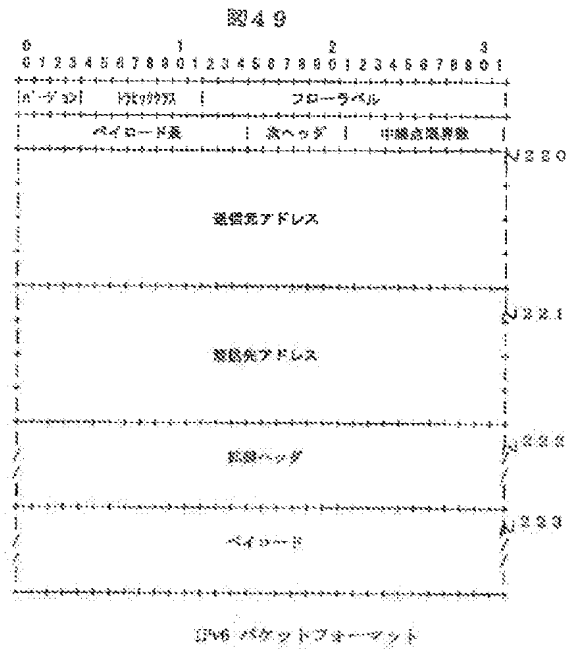 図49
0 1 2 3
0 1 2 3 4 5 6 7 8 9 0 1 2 3 4 5 6 7 8 9 0 1 2 3 4 5 6 7 8 9 0 1
バージョン トラヒッククラス フローラベル
ペイロード長 次ヘッダ 中継点限界数
220
送信元アドレス
221
着信先アドレス
222
拡張ヘッダ
223
ペイロード
IPv6 パケットフォーマット